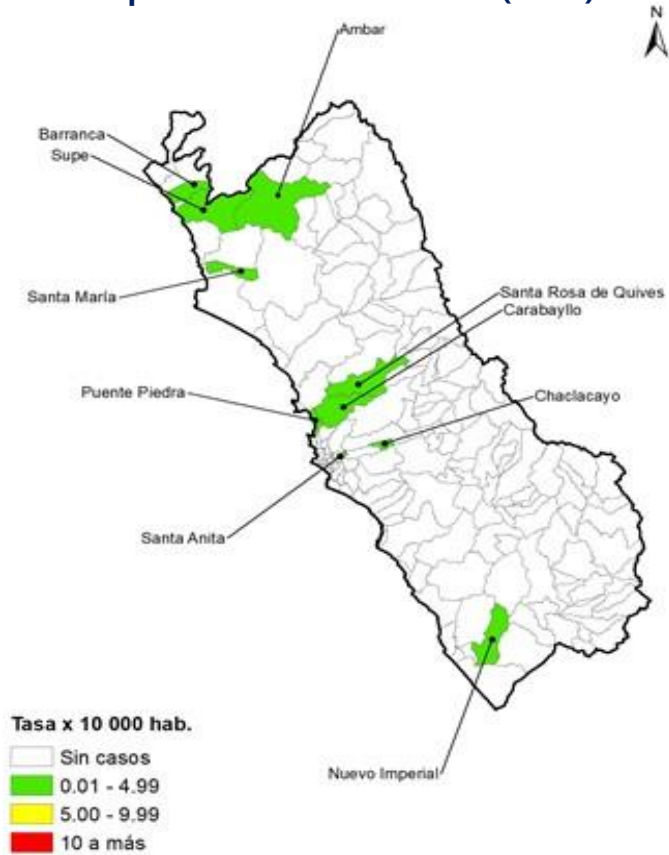 N
Ambar
Barranca
Supe
Santa María
Santa Rosa de Quives
Carabayllo
Puente Piedra
Chaclacayo
Santa Anita
Nuevo Imperial
Tasa x 10 000 hab.
Sin casos
0.01 - 4.99
5.00 - 9.99
10 a más